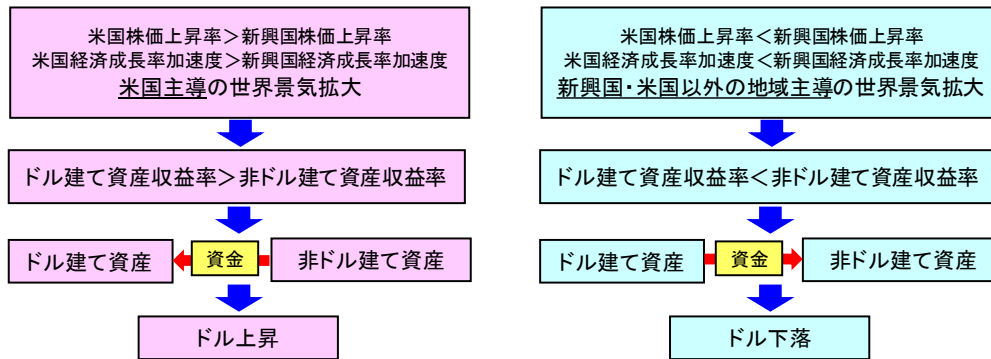 米国株価上昇率＞新興国株価上昇率
米国経済成長率加速度＞新興国経済成長率加速度
米国主導の世界景気拡大
ドル建て資産収益率＞非ドル建て資産収益率
ドル建て資産
資金
非ドル建て資産
ドル上昇
米国株価上昇率＜新興国株価上昇率
米国経済成長率加速度＜新興国経済成長率加速度
新興国・米国以外の地域主導の世界景気拡大
ドル建て資産収益率＜非ドル建て資産収益率
ドル建て資産
資金
非ドル建て資産
ドル下落